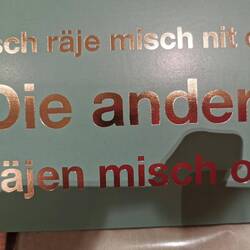 sch räje misch nit
Die ander
äjen misch o